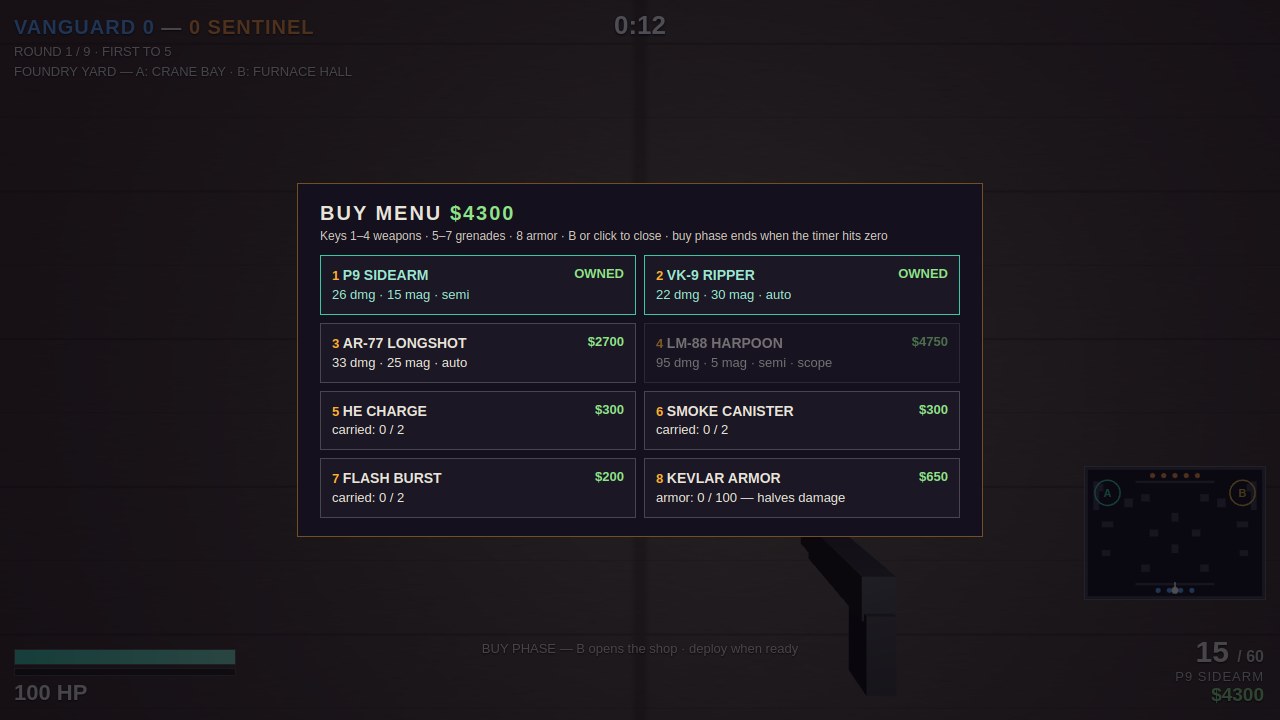 VANGUARD 0 — 0 SENTINEL
0:12
ROUND 1 / 9 · FIRST TO 5
FOUNDRY YARD — A: CRANE BAY · B: FURNACE HALL
BUY MENU $4300
Keys 1–4 weapons · 5–7 grenades · 8 armor · B or click to close · buy phase ends when the timer hits zero
1 P9 SIDEARM OWNED
26 dmg · 15 mag · semi
2 VK-9 RIPPER OWNED
22 dmg · 30 mag · auto
3 AR-77 LONGSHOT $2700
33 dmg · 25 mag · auto
4 LM-88 HARPOON $4750
95 dmg · 5 mag · semi · scope
5 HE CHARGE $300
carried: 0 / 2
6 SMOKE CANISTER $300
carried: 0 / 2
7 FLASH BURST $200
carried: 0 / 2
8 KEVLAR ARMOR $650
armor: 0 / 100 — halves damage
A
B
BUY PHASE — B opens the shop · deploy when ready
100 HP
15 / 60
P9 SIDEARM
$4300